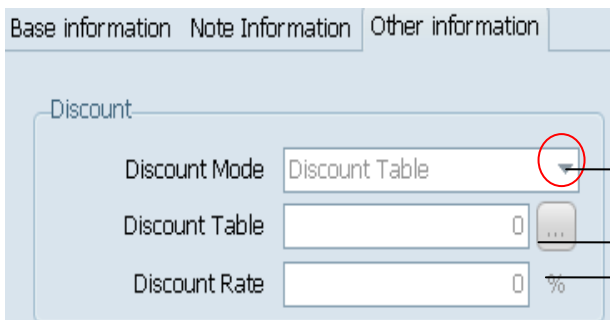 Base information Note Information Other information
Discount
Discount Mode Discount Table
Discount Table 0 ...
Discount Rate 0 %